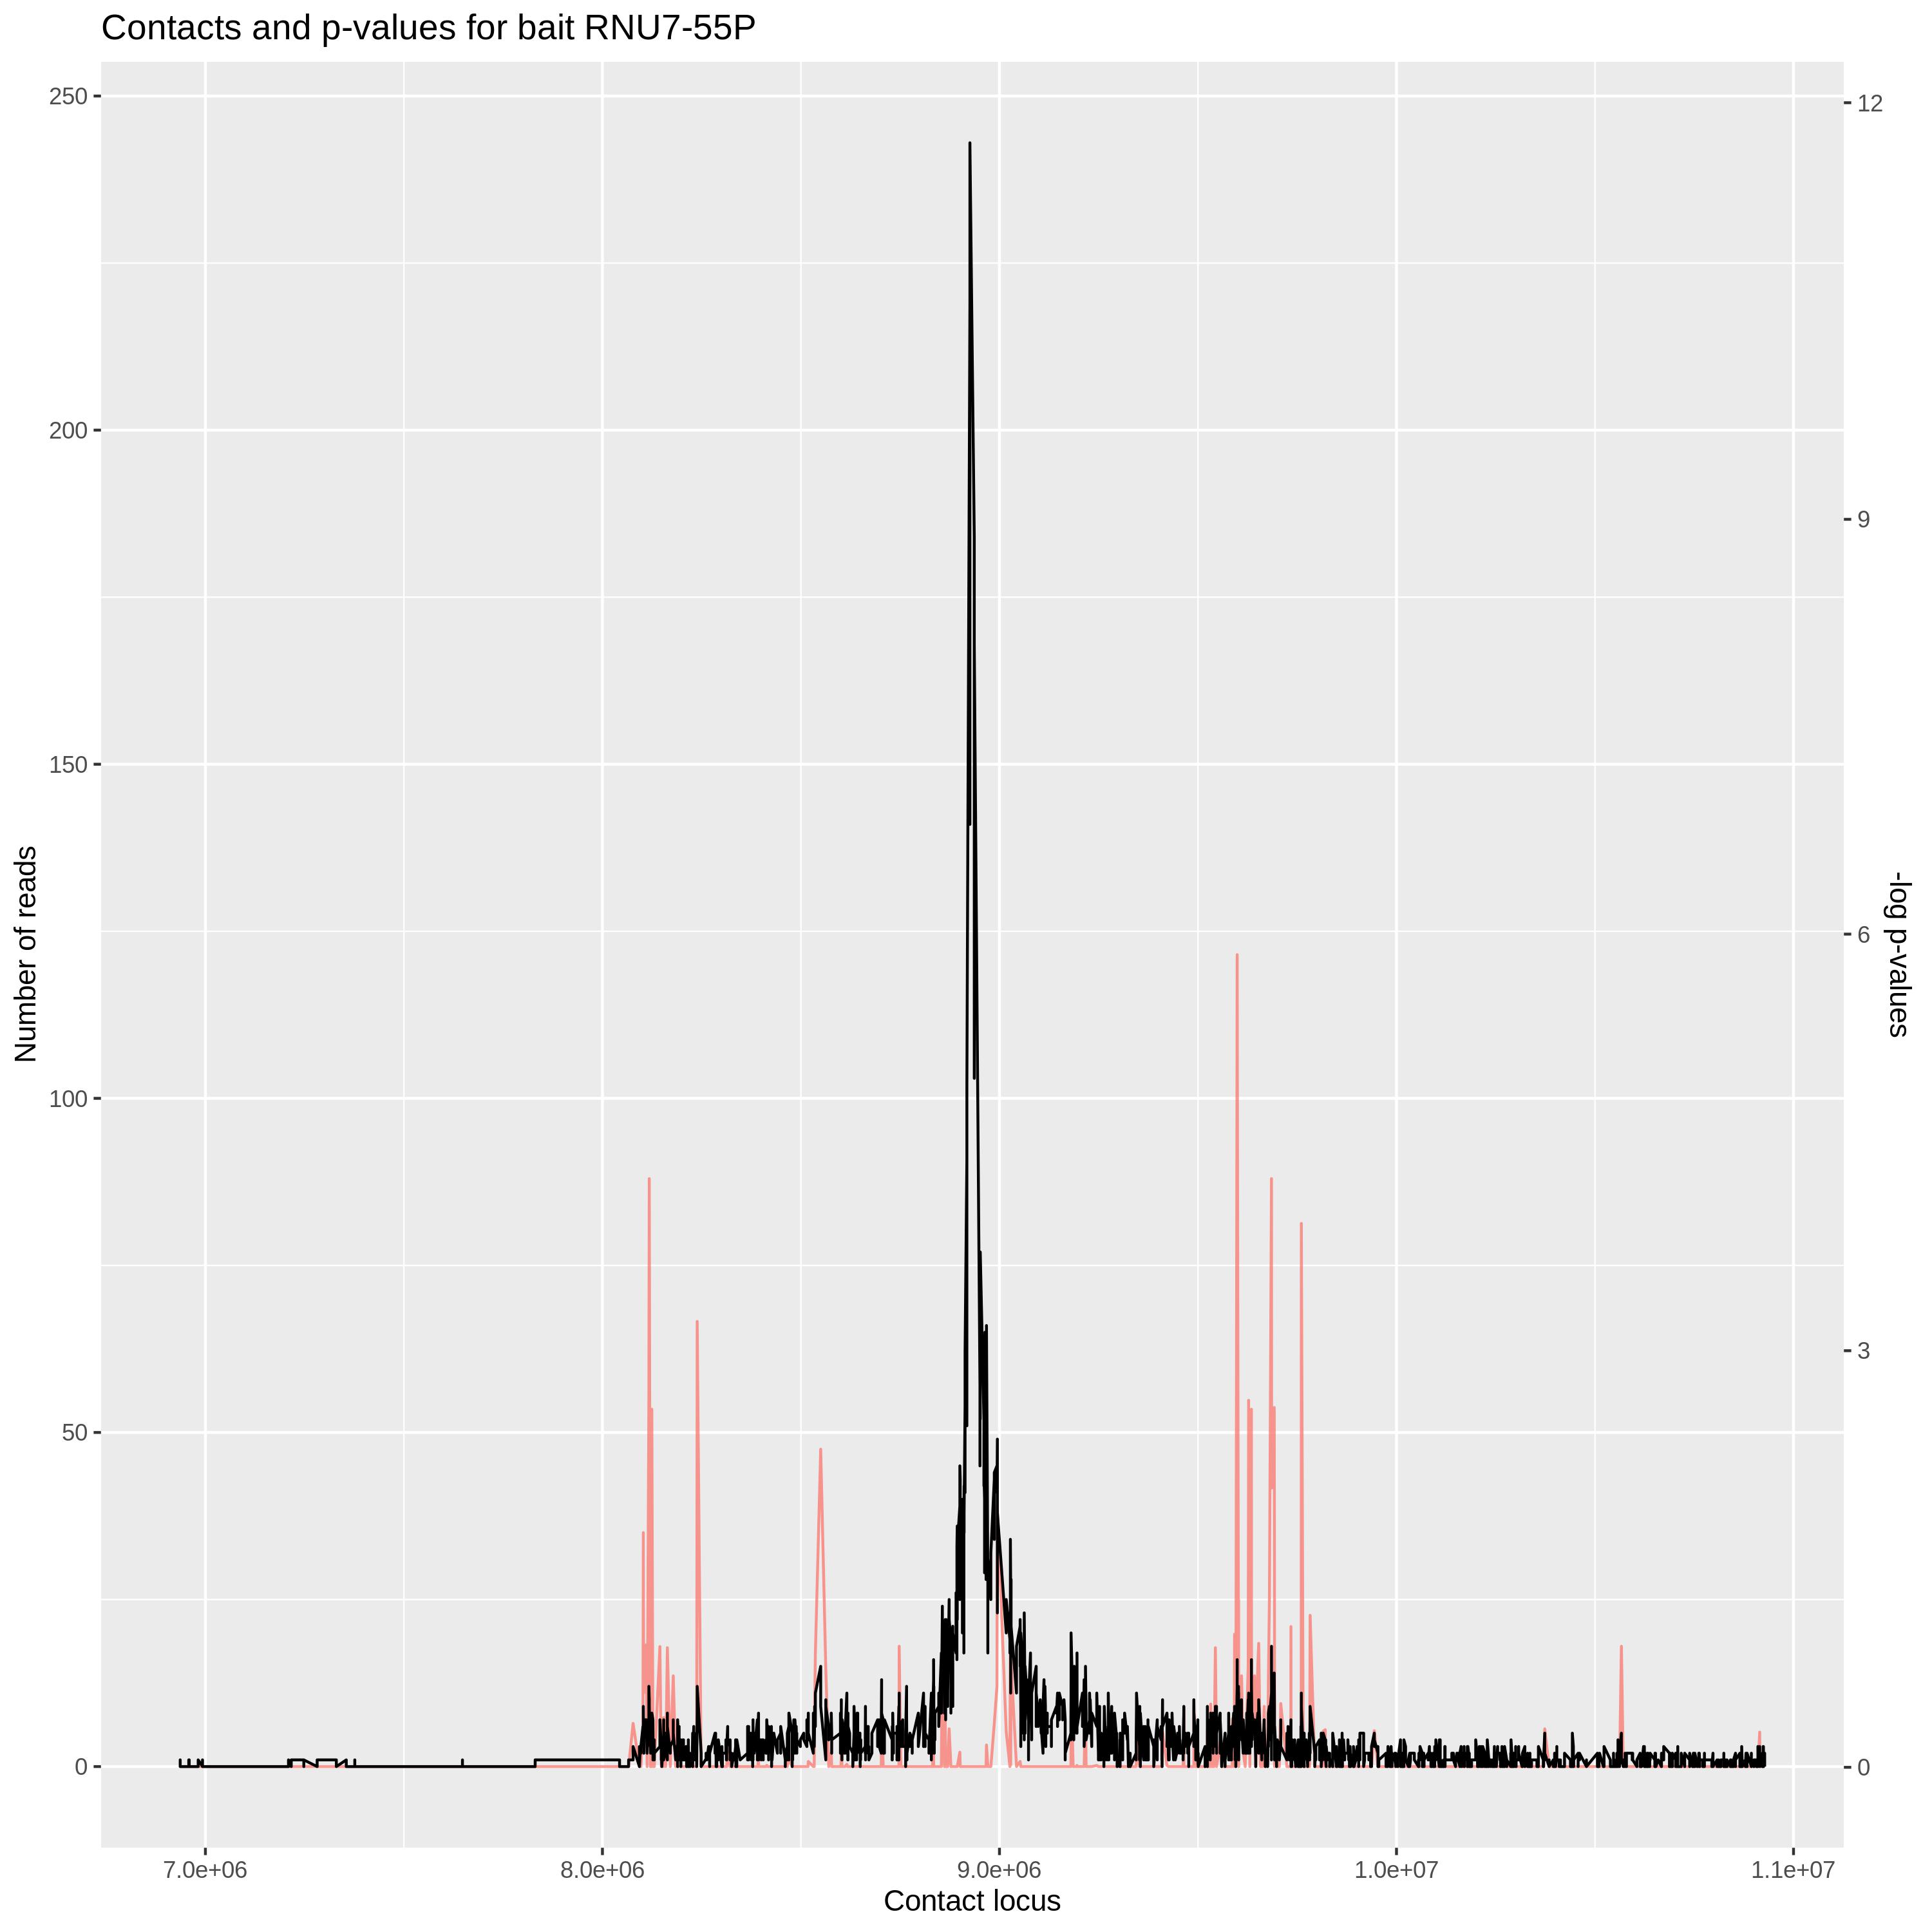 Contacts and p-values for bait RNU7-55P
250
200
150
100
50
0
Number of reads
12
9
6
3
0
-log p-values
7.0e+06
8.0e+06
9.0e+06
1.0e+07
1.1e+07
Contact locus